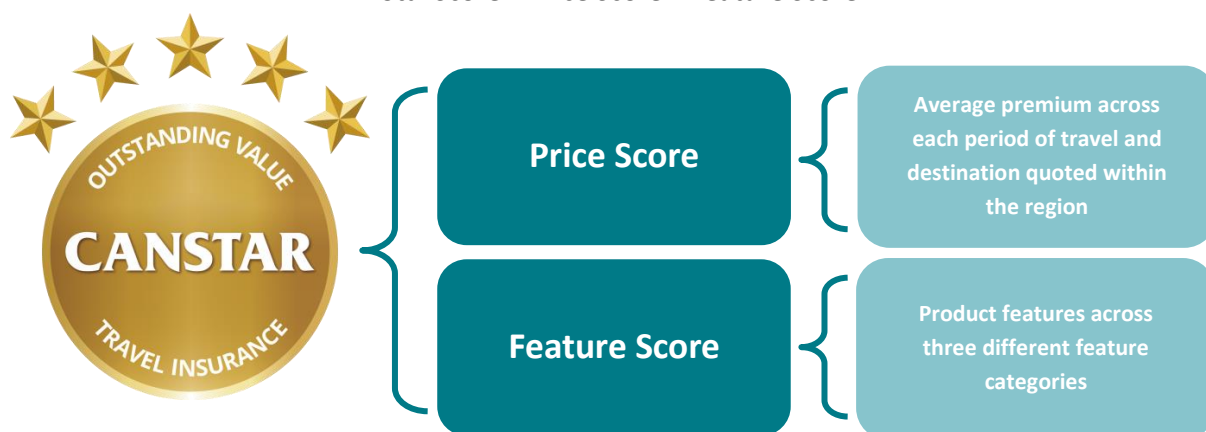 OUTSTANDING VALUE
CANSTAR
TRAVEL INSURANCE
Price Score
Average premium across
each period of travel and
destination quoted within
the region
Feature Score
Product features across
three different feature
categories